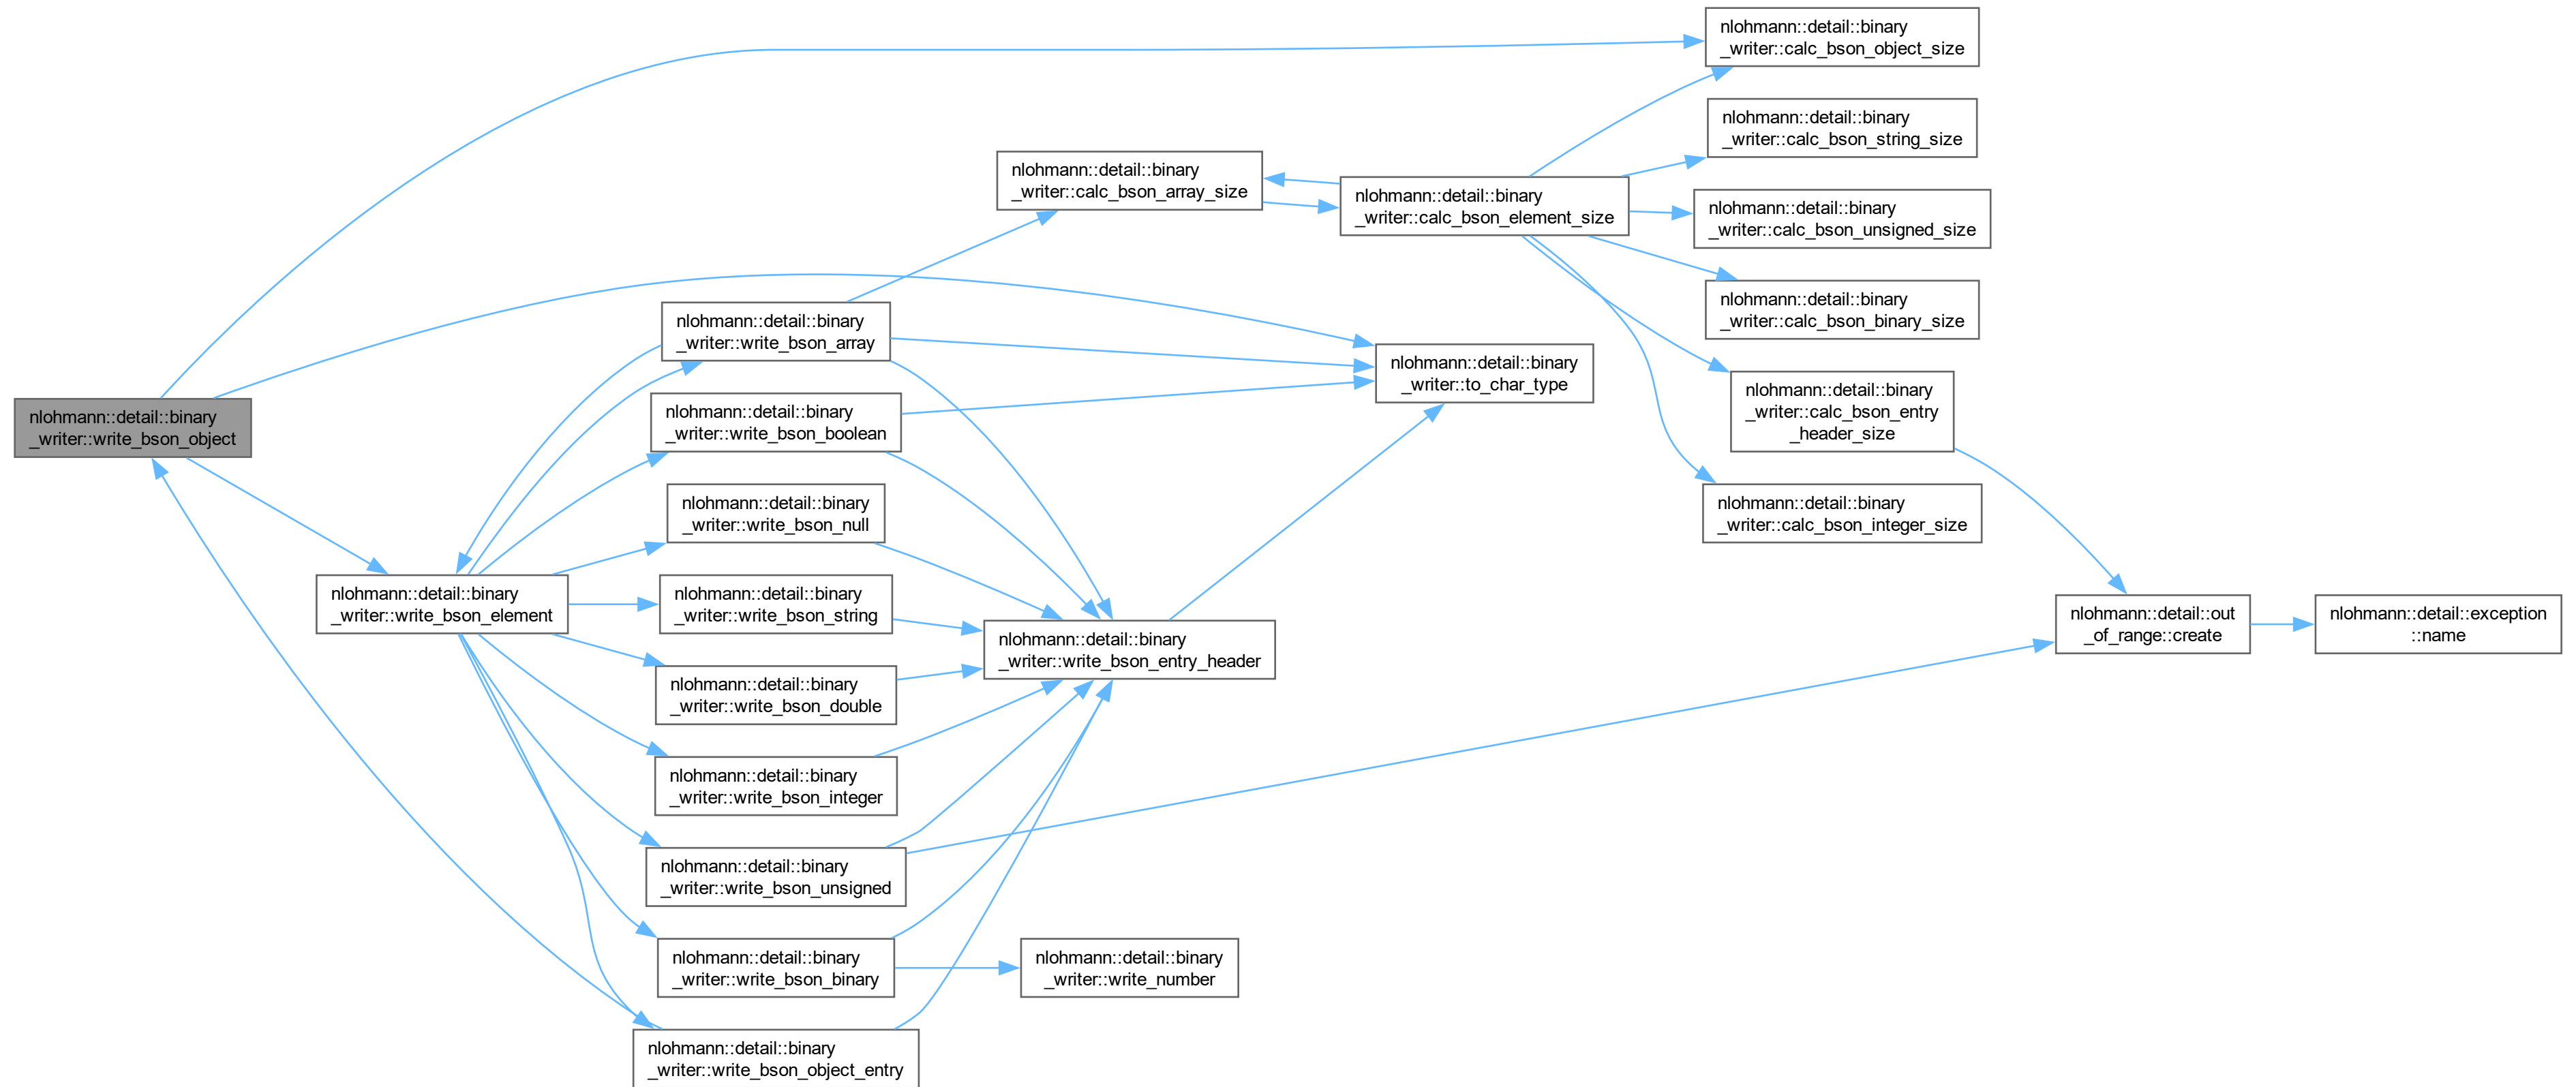 nlohmann::detail::binary
_writer::write_bson_object
nlohmann::detail::binary
_writer::write_bson_element
nlohmann::detail::binary
_writer::write_bson_array
nlohmann::detail::binary
_writer::write_bson_boolean
nlohmann::detail::binary
_writer::write_bson_null
nlohmann::detail::binary
_writer::write_bson_string
nlohmann::detail::binary
_writer::write_bson_double
nlohmann::detail::binary
_writer::write_bson_integer
nlohmann::detail::binary
_writer::write_bson_unsigned
nlohmann::detail::binary
_writer::write_bson_binary
nlohmann::detail::binary
_writer::write_bson_object_entry
nlohmann::detail::binary
_writer::calc_bson_array_size
nlohmann::detail::binary
_writer::write_bson_entry_header
nlohmann::detail::binary
_writer::write_number
nlohmann::detail::binary
_writer::calc_bson_element_size
nlohmann::detail::binary
_writer::to_char_type
nlohmann::detail::binary
_writer::calc_bson_object_size
nlohmann::detail::binary
_writer::calc_bson_string_size
nlohmann::detail::binary
_writer::calc_bson_unsigned_size
nlohmann::detail::binary
_writer::calc_bson_binary_size
nlohmann::detail::binary
_writer::calc_bson_entry
_header_size
nlohmann::detail::binary
_writer::calc_bson_integer_size
nlohmann::detail::out
_of_range::create
nlohmann::detail::exception
::name